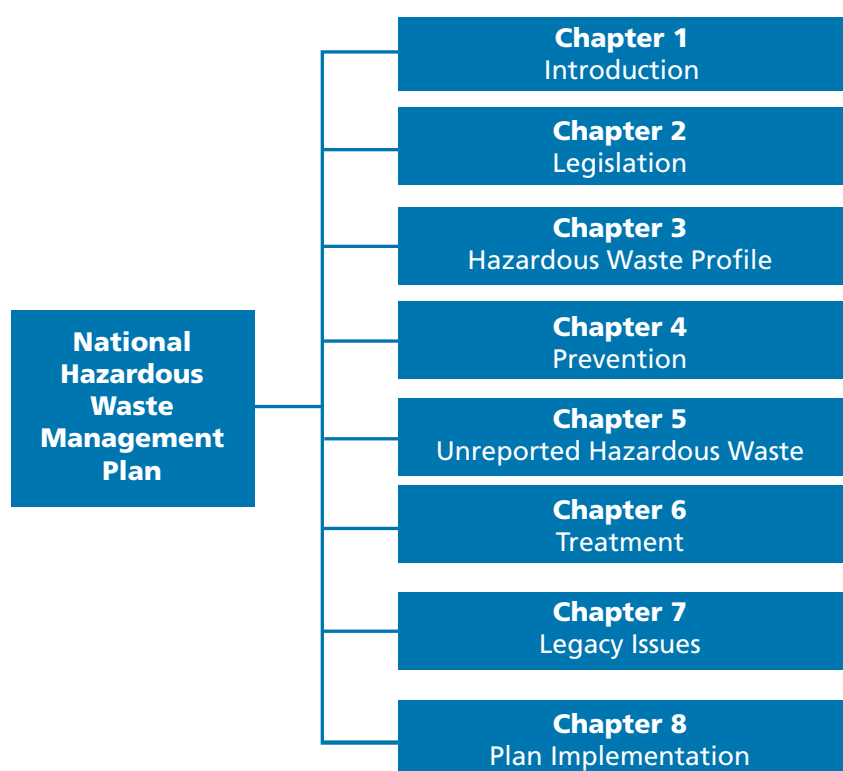 National
Hazardous
Waste
Management
Plan
Chapter 1
Introduction
Chapter 2
Legislation
Chapter 3
Hazardous Waste Profile
Chapter 4
Prevention
Chapter 5
Unreported Hazardous Waste
Chapter 6
Treatment
Chapter 7
Legacy Issues
Chapter 8
Plan Implementation